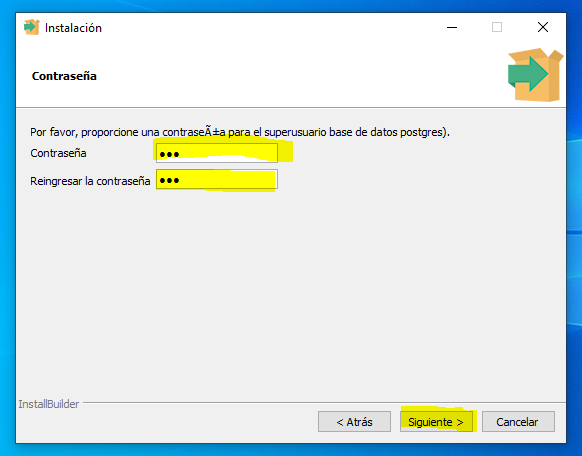 Instalación
Contraseña
Por favor, proporcione una contraseÃ±a para el superusuario base de datos postgres).
Contraseña
●●●
Reingresar la contraseña
●●●
InstallBuilder
< Atrás
Siguiente >
Cancelar